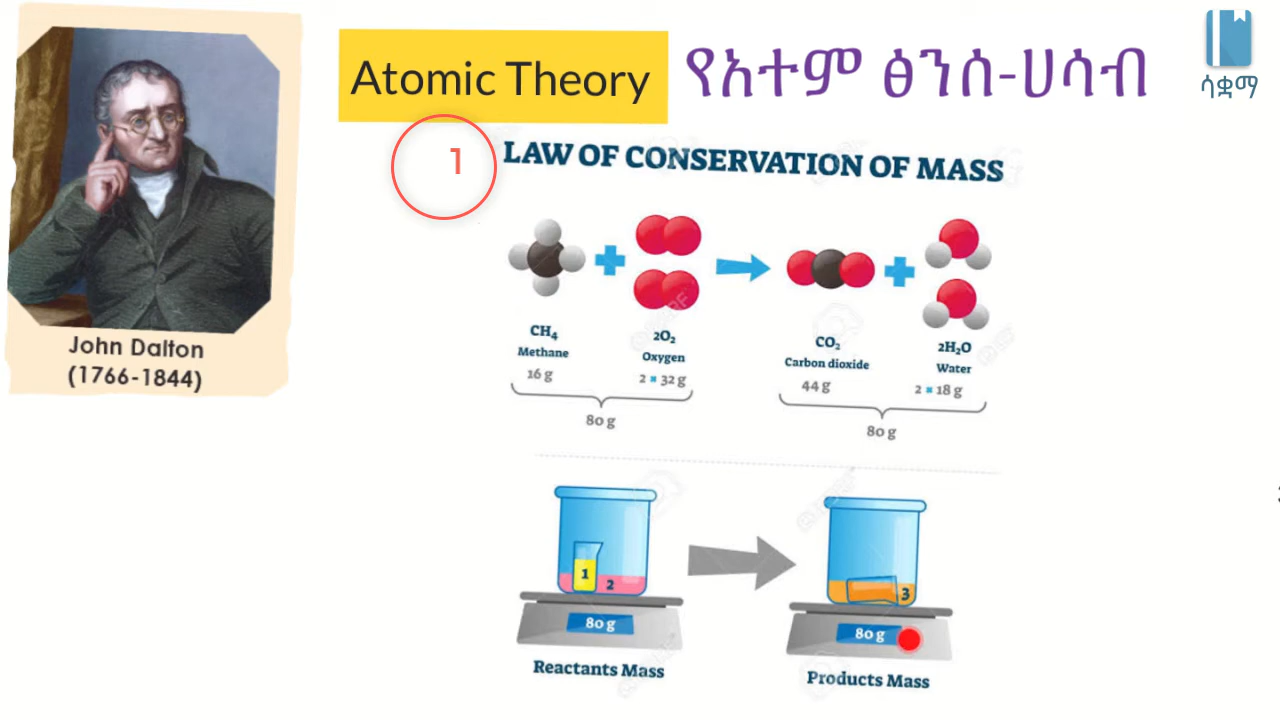 Atomic Theory
የአተም ፅንሰ-ሀሳብ
ሳቋማ
1
LAW OF CONSERVATION OF MASS
John Dalton
(1766-1844)
CH₄
Methane
16 g
2O₂
Oxygen
2 × 32 g
80 g
CO₂
Carbon dioxide
44 g
2H₂O
Water
2 × 18 g
80 g
1
2
80 g
Reactants Mass
3
80 g
Products Mass